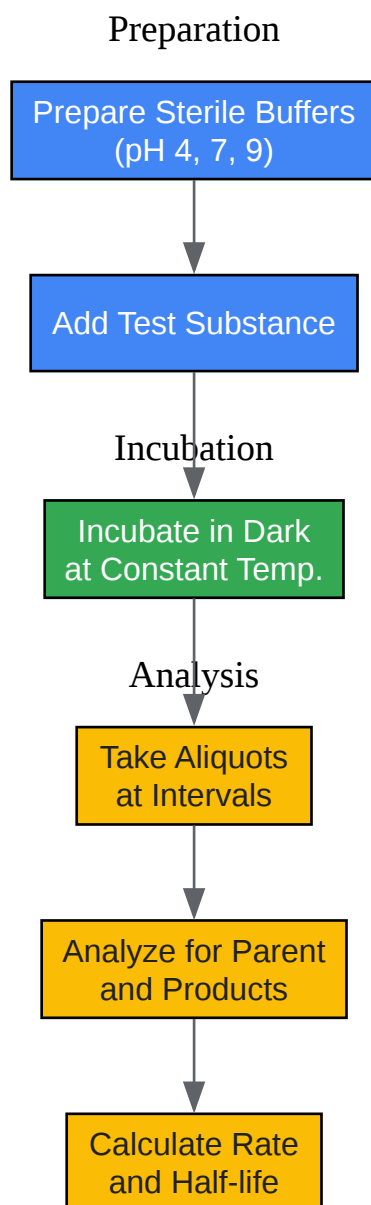 Preparation
Prepare Sterile Buffers
(pH 4, 7, 9)
Add Test Substance
Incubation
Incubate in Dark
at Constant Temp.
Analysis
Take Aliquots
at Intervals
Analyze for Parent
and Products
Calculate Rate
and Half-life